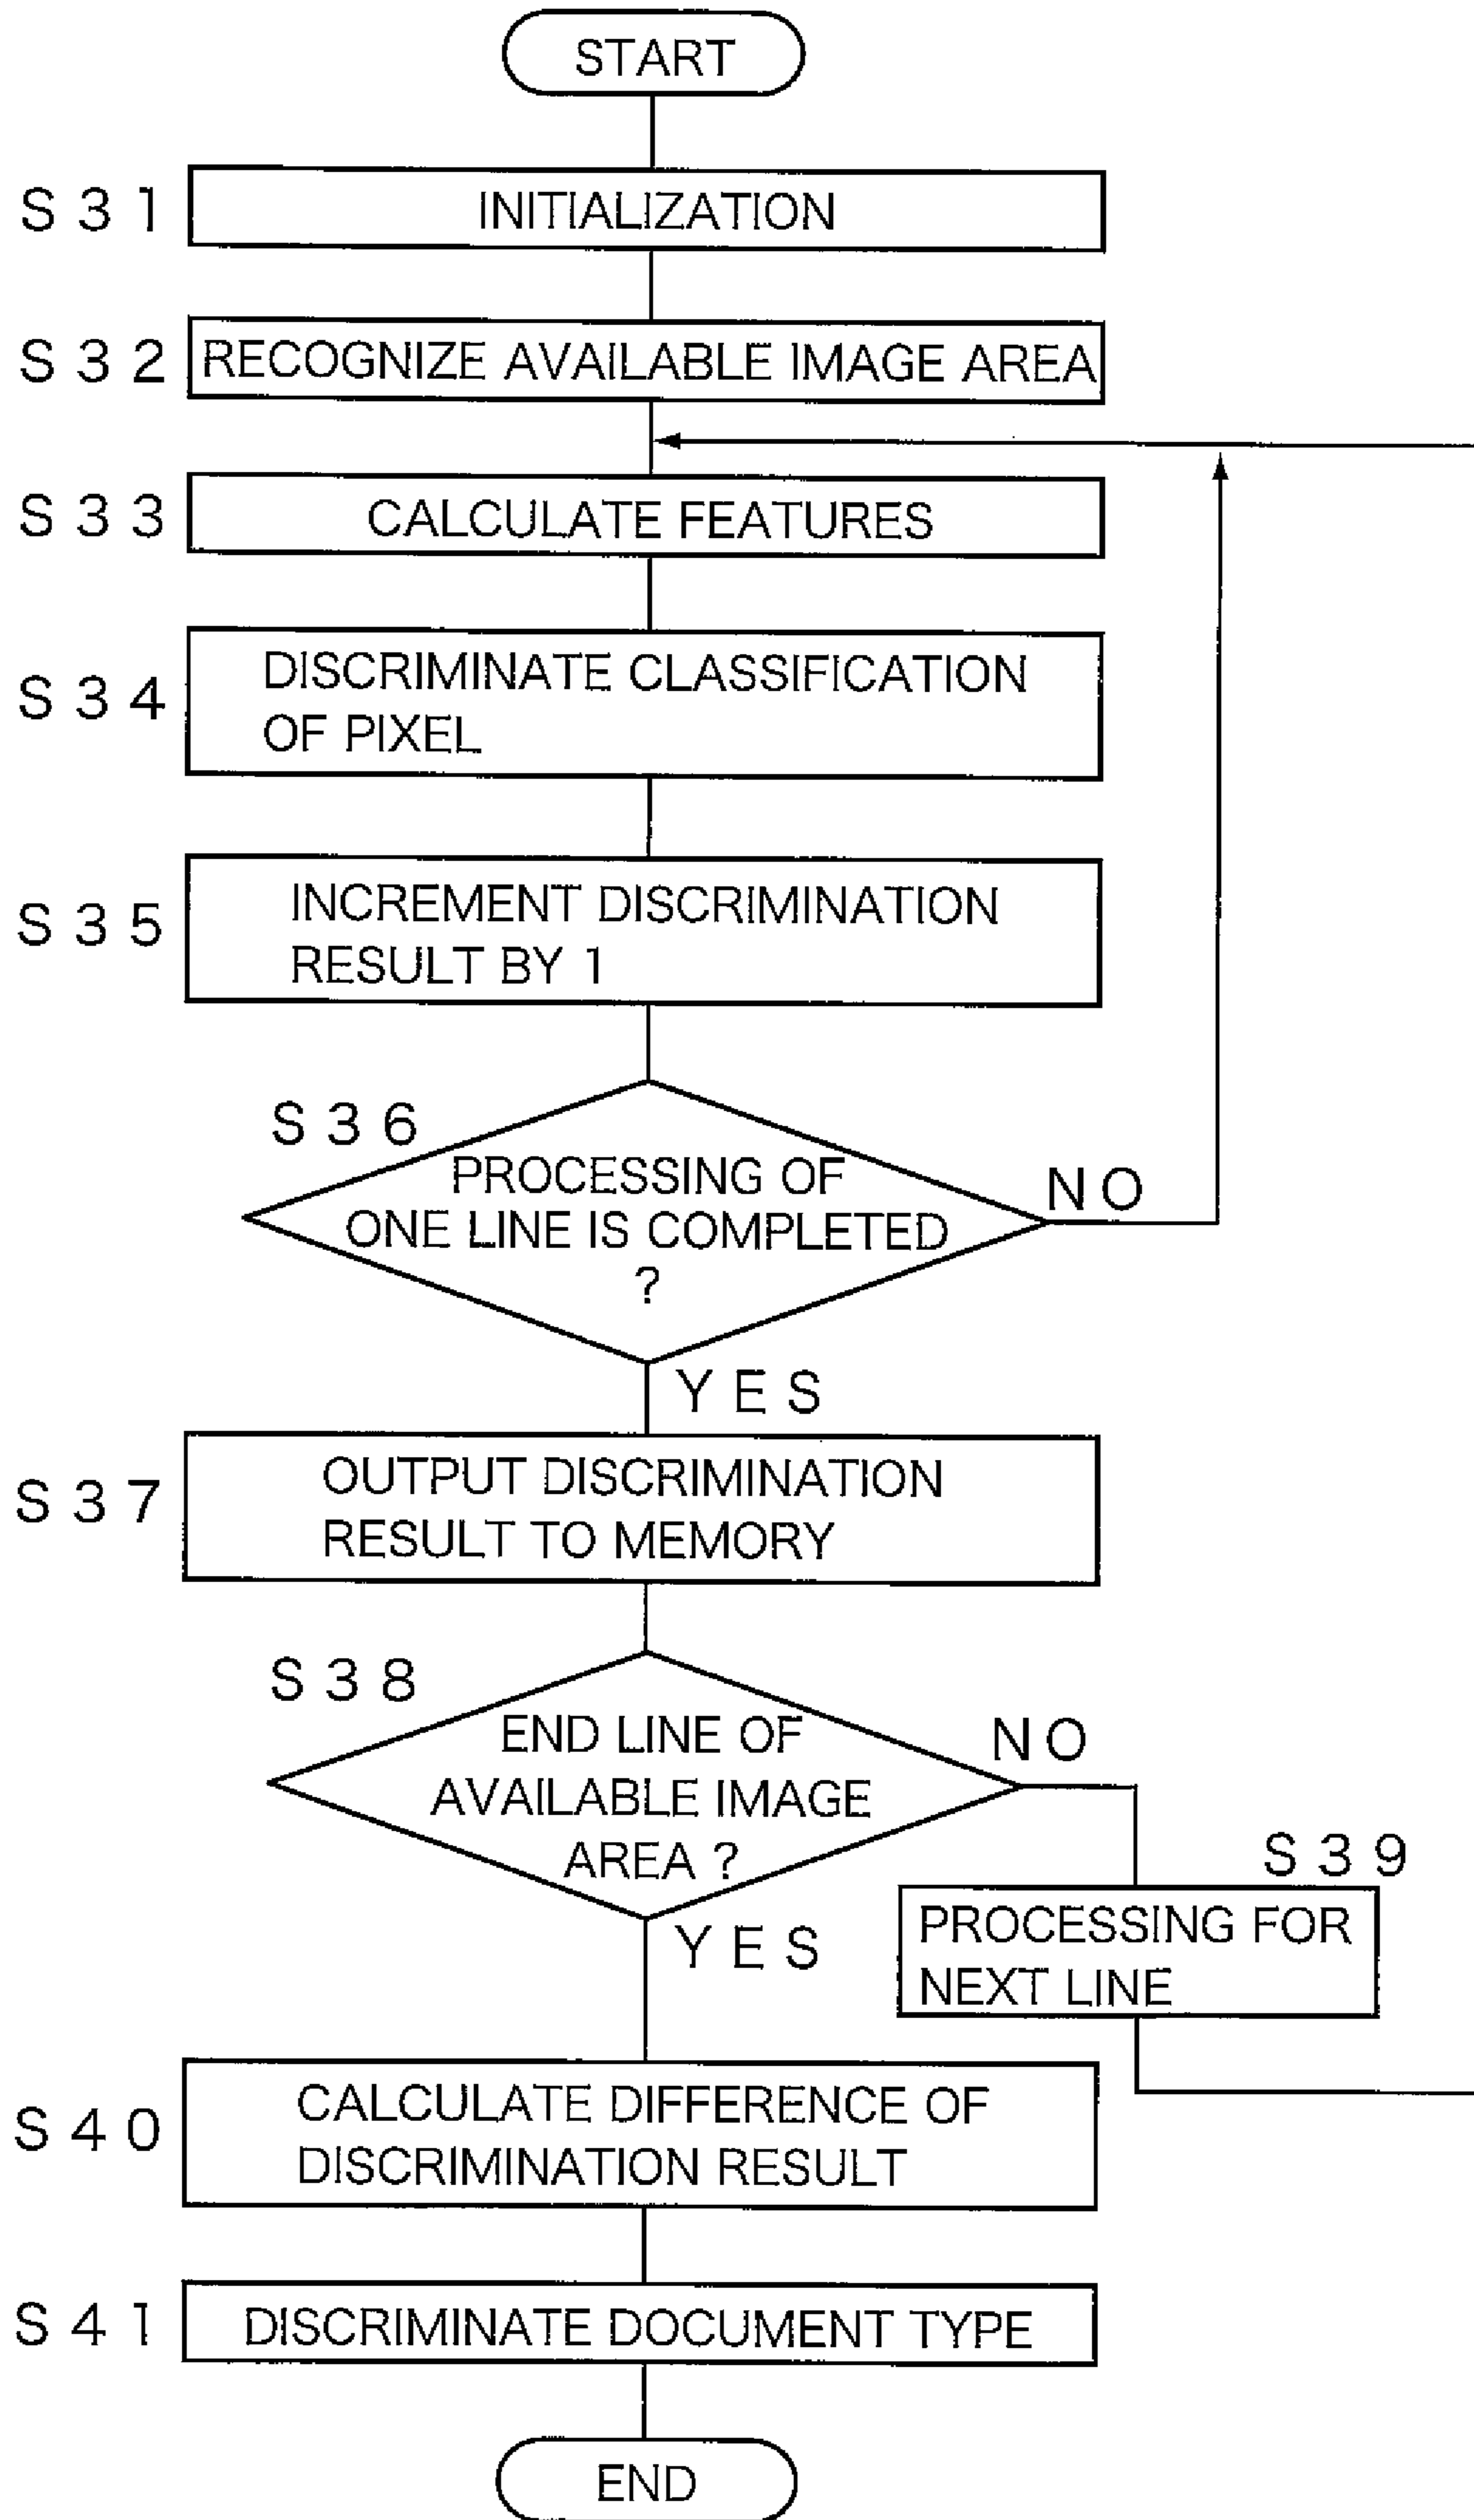 START
S31
INITIALIZATION
S32
RECOGNIZE AVAILABLE IMAGE AREA
S33
CALCULATE FEATURES
S34
DISCRIMINATE CLASSIFICATION
OF PIXEL
S35
INCREMENT DISCRIMINATION
RESULT BY 1
S36
PROCESSING OF
ONE LINE IS COMPLETED
?
NO
YES
S37
OUTPUT DISCRIMINATION
RESULT TO MEMORY
S38
END LINE OF
AVAILABLE IMAGE
AREA ?
NO
YES
S39
PROCESSING FOR
NEXT LINE
S40
CALCULATE DIFFERENCE OF
DISCRIMINATION RESULT
S41
DISCRIMINATE DOCUMENT TYPE
END